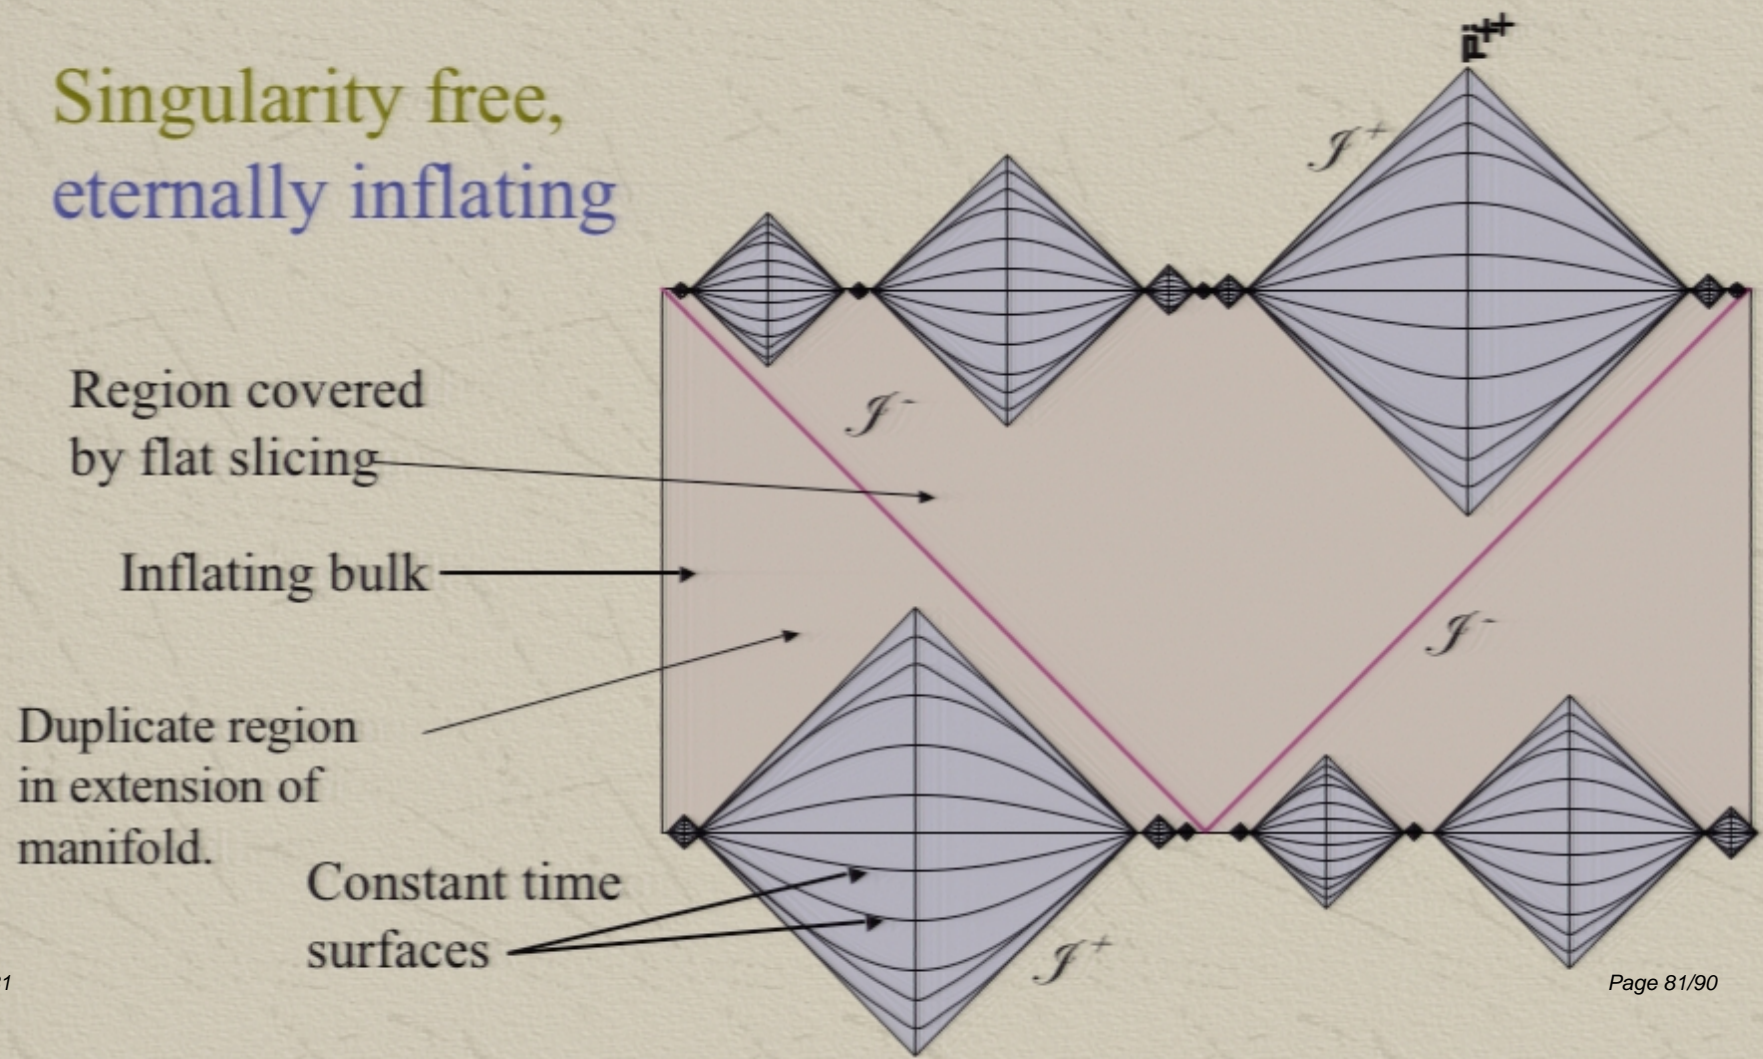 Singularity free,
eternally inflating
i++
𝒥+
Region covered
by flat slicing
𝒥-
Inflating bulk
𝒥-
Duplicate region
in extension of
manifold.
Constant time
surfaces
𝒥+
Page 81/90